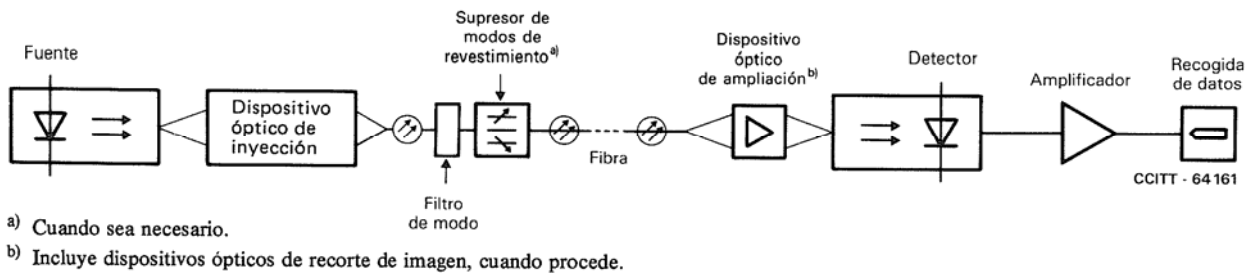 Fuente
Dispositivo
óptico de
inyección
Filtro
de modo
Supresor de
modos de
revestimiento a)
Fibra
Dispositivo
óptico
de ampliación b)
Detector
Amplificador
Recogida
de datos
CCITT - 64161
a) Cuando sea necesario.
b) Incluye dispositivos ópticos de recorte de imagen, cuando procede.